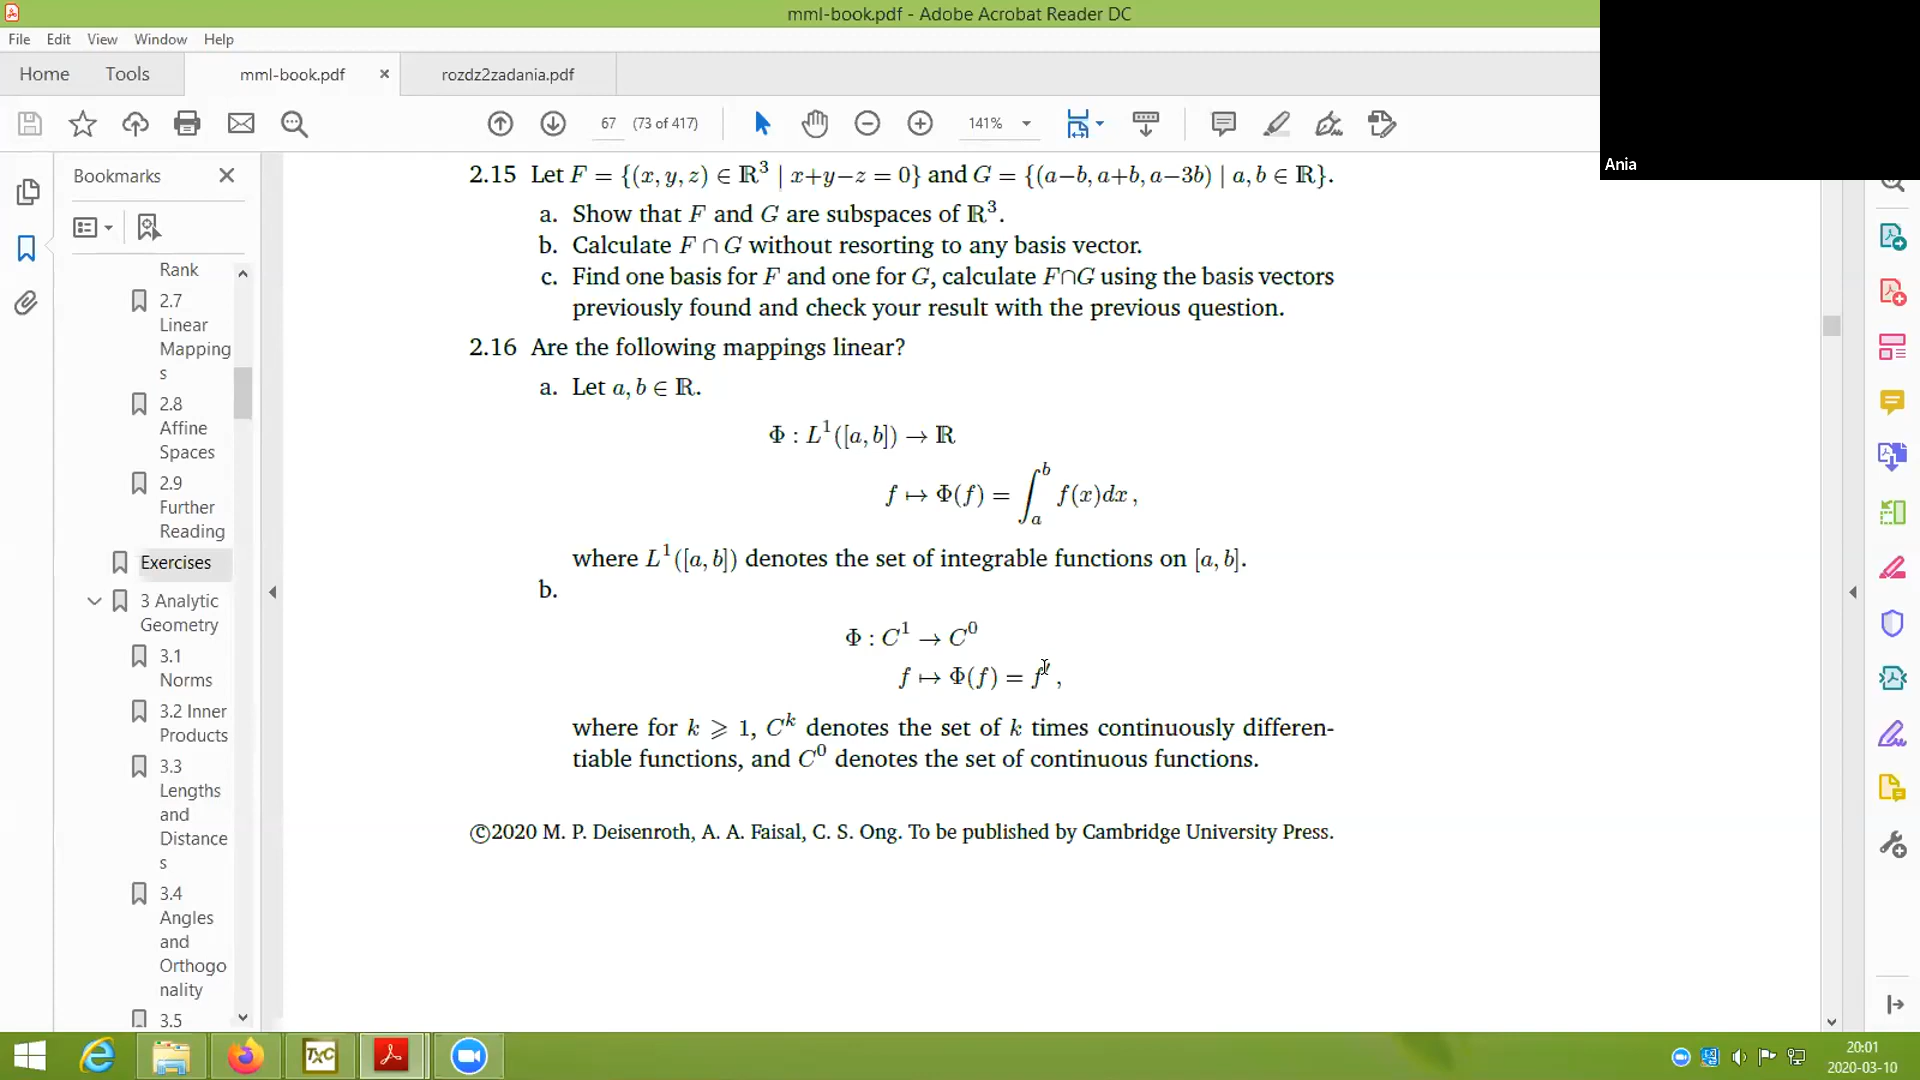 mml-book.pdf - Adobe Acrobat Reader DC
File Edit View Window Help
Home Tools mml-book.pdf × rozdz2zadania.pdf
67 (73 of 417) 141%
Ania
Bookmarks
Rank
2.7
Linear
Mapping
s
2.8
Affine
Spaces
2.9
Further
Reading
Exercises
3 Analytic
Geometry
3.1
Norms
3.2 Inner
Products
3.3
Lengths
and
Distance
s
3.4
Angles
and
Orthogo
nality
3.5
2.15 Let F = {(x, y, z) ∈ ℝ³ | x+y−z = 0} and G = {(a−b, a+b, a−3b) | a, b ∈ ℝ}.
a. Show that F and G are subspaces of ℝ³.
b. Calculate F ∩ G without resorting to any basis vector.
c. Find one basis for F and one for G, calculate F∩G using the basis vectors
previously found and check your result with the previous question.
2.16 Are the following mappings linear?
a. Let a, b ∈ ℝ.
Φ : L¹([a, b]) → ℝ
f ↦ Φ(f) = ∫ₐᵇ f(x)dx ,
where L¹([a, b]) denotes the set of integrable functions on [a, b].
b.
Φ : C¹ → C⁰
f ↦ Φ(f) = f′ ,
where for k ⩾ 1, Cᵏ denotes the set of k times continuously differen-
tiable functions, and C⁰ denotes the set of continuous functions.
©2020 M. P. Deisenroth, A. A. Faisal, C. S. Ong. To be published by Cambridge University Press.
TXC
20:01
2020-03-10